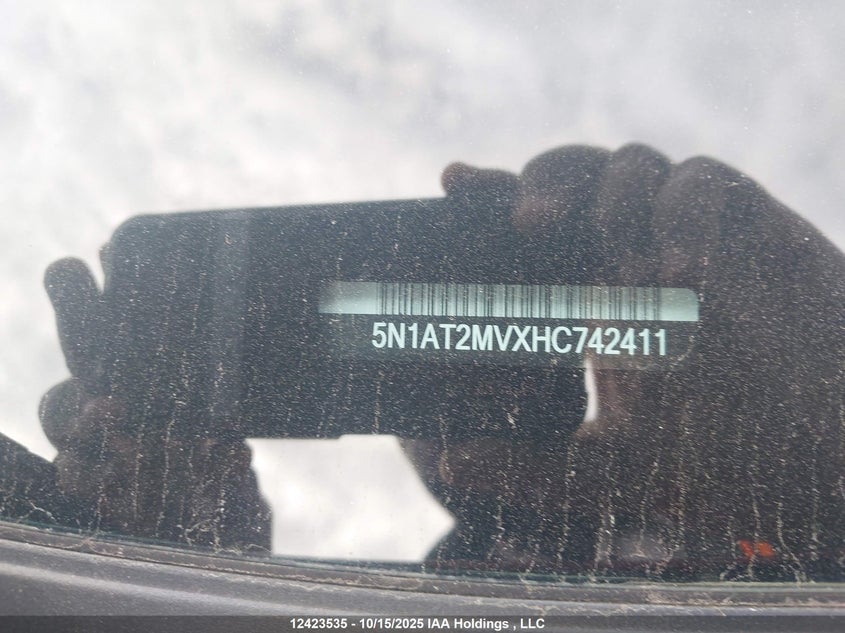 5N1AT2MVXHC742411
12423535 - 10/15/2025 IAA Holdings , LLC